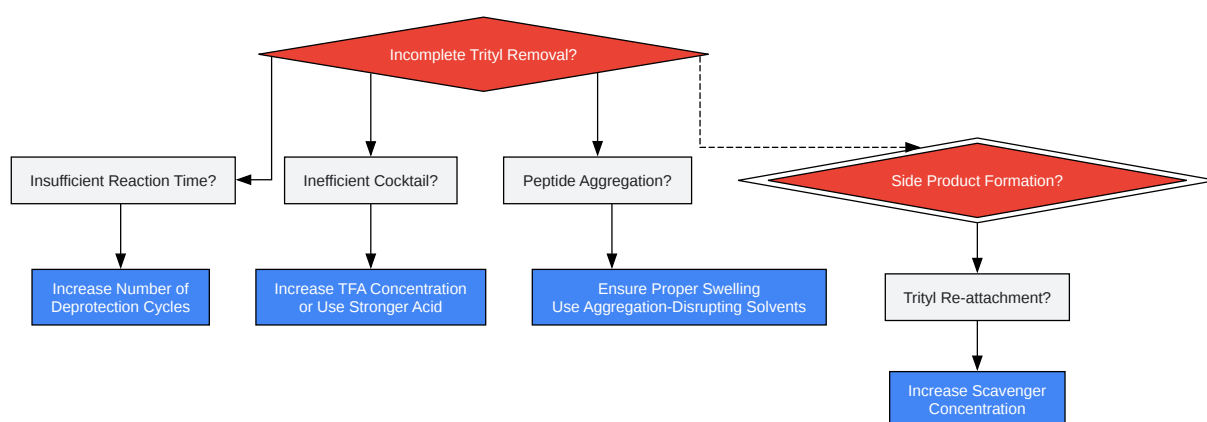 Incomplete Trityl Removal?
Insufficient Reaction Time?
Inefficient Cocktail?
Peptide Aggregation?
Side Product Formation?
Increase Number of
Deprotection Cycles
Increase TFA Concentration
or Use Stronger Acid
Ensure Proper Swelling
Use Aggregation-Disrupting Solvents
Trityl Re-attachment?
Increase Scavenger
Concentration